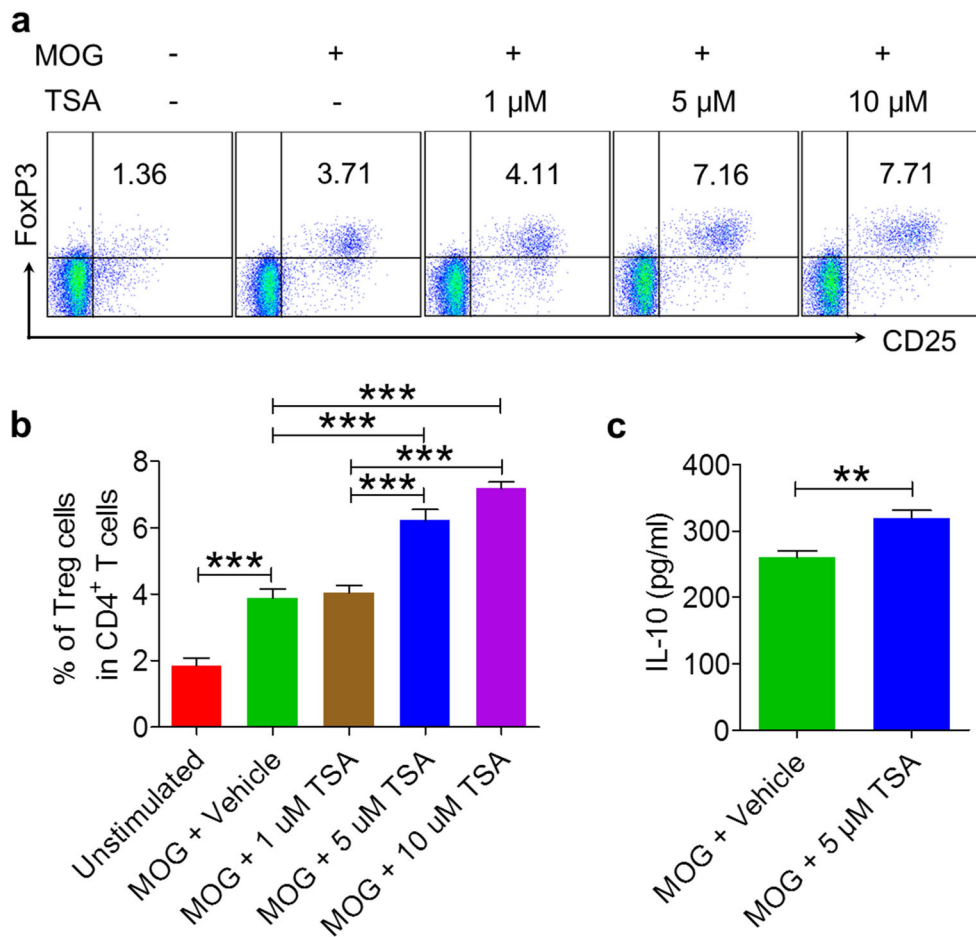 a
MOG - + + + +
TSA - - 1 µM 5 µM 10 µM
1.36 3.71 4.11 7.16 7.71
FoxP3
CD25
b
***
***
***
***
***
8
6
4
2
0
% of Treg cells
in CD4+ T cells
Unstimulated
MOG + Vehicle
MOG + 1 uM TSA
MOG + 5 uM TSA
MOG + 10 uM TSA
c
**
400
300
200
100
0
IL-10 (pg/ml)
MOG + Vehicle
MOG + 5 µM TSA